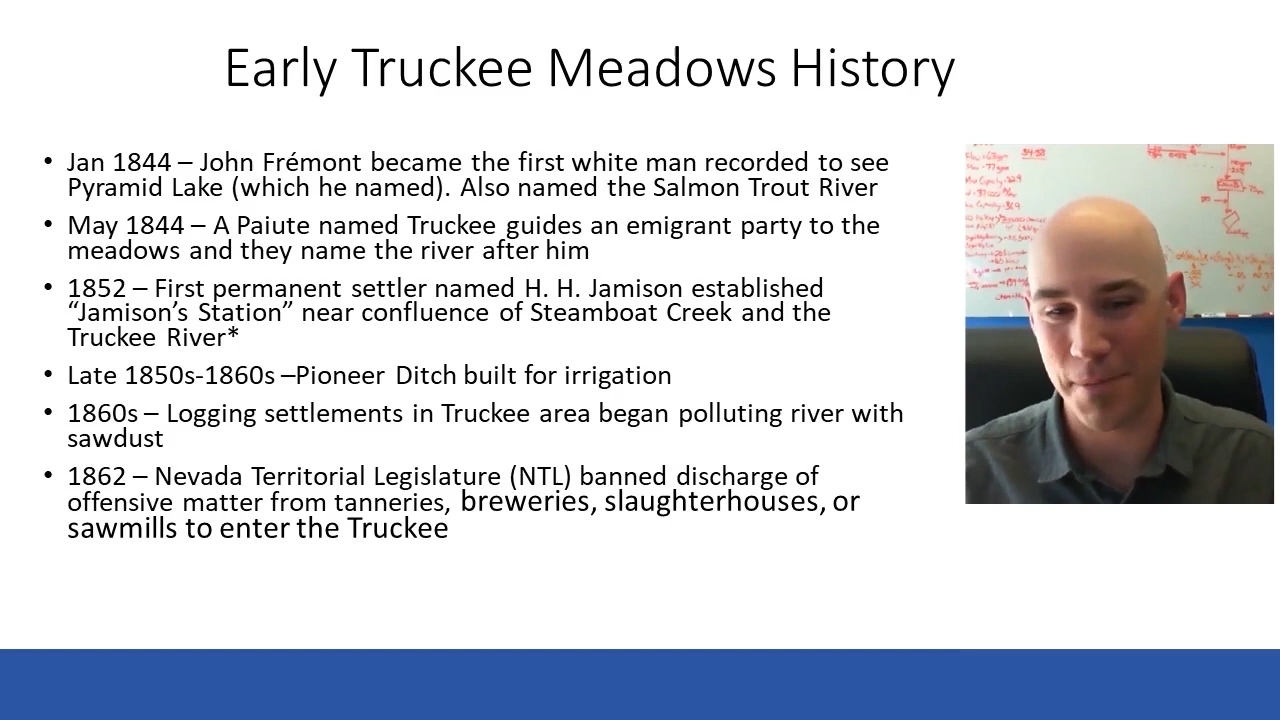 Early Truckee Meadows History
• Jan 1844 – John Frémont became the first white man recorded to see
Pyramid Lake (which he named). Also named the Salmon Trout River
• May 1844 – A Paiute named Truckee guides an emigrant party to the
meadows and they name the river after him
• 1852 – First permanent settler named H. H. Jamison established
“Jamison’s Station” near confluence of Steamboat Creek and the
Truckee River*
• Late 1850s-1860s –Pioneer Ditch built for irrigation
• 1860s – Logging settlements in Truckee area began polluting river with
sawdust
• 1862 – Nevada Territorial Legislature (NTL) banned discharge of
offensive matter from tanneries, breweries, slaughterhouses, or
sawmills to enter the Truckee